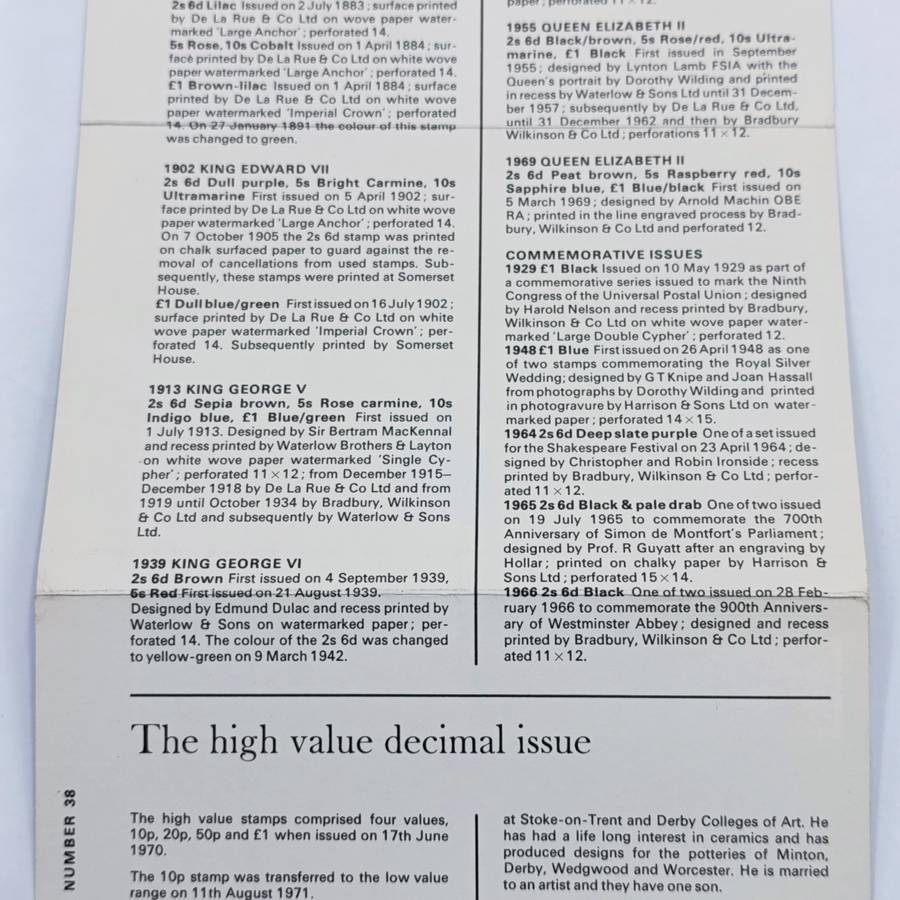 2s 6d Lilac Issued on 2 July 1883; surface printed
by De La Rue & Co Ltd on wove paper water-
marked 'Large Anchor'; perforated 14.
5s Rose, 10s Cobalt Issued on 1 April 1884; sur-
face printed by De La Rue & Co Ltd on white wove
paper watermarked 'Large Anchor'; perforated 14.
£1 Brown-lilac Issued on 1 April 1884; surface
printed by De La Rue & Co Ltd on white wove
paper watermarked 'Imperial Crown'; perforated
14. On 27 January 1891 the colour of this stamp
was changed to green.
1902 KING EDWARD VII
2s 6d Dull purple, 5s Bright Carmine, 10s
Ultramarine First issued on 5 April 1902; sur-
face printed by De La Rue & Co Ltd on white wove
paper watermarked 'Large Anchor'; perforated 14.
On 7 October 1905 the 2s 6d stamp was printed
on chalk surfaced paper to guard against the re-
moval of cancellations from used stamps. Sub-
sequently, these stamps were printed at Somerset
House.
£1 Dull blue/green First issued on 16 July 1902;
surface printed by De La Rue & Co Ltd on white
wove paper watermarked 'Imperial Crown'; per-
forated 14. Subsequently printed by Somerset
House.
1913 KING GEORGE V
2s 6d Sepia brown, 5s Rose carmine, 10s
Indigo blue, £1 Blue/green First issued on
1 July 1913. Designed by Sir Bertram MacKennal
and recess printed by Waterlow Brothers & Layton
on white wove paper watermarked 'Single Cy-
pher'; perforated 11 × 12; from December 1915–
December 1918 by De La Rue & Co Ltd and from
1919 until October 1934 by Bradbury, Wilkinson
& Co Ltd and subsequently by Waterlow & Sons
Ltd.
1939 KING GEORGE VI
2s 6d Brown First issued on 4 September 1939,
5s Red First issued on 21 August 1939.
Designed by Edmund Dulac and recess printed by
Waterlow & Sons on watermarked paper; per-
forated 14. The colour of the 2s 6d was changed
to yellow-green on 9 March 1942.
paper; perforated 11 × 12.
1955 QUEEN ELIZABETH II
2s 6d Black/brown, 5s Rose/red, 10s Ultra-
marine, £1 Black First issued in September
1955; designed by Lynton Lamb FSIA with the
Queen's portrait by Dorothy Wilding and printed
in recess by Waterlow & Sons Ltd until 31 Decem-
ber 1957; subsequently by De La Rue & Co Ltd,
until 31 December 1962 and then by Bradbury
Wilkinson & Co Ltd; perforations 11 × 12.
1969 QUEEN ELIZABETH II
2s 6d Peat brown, 5s Raspberry red, 10s
Sapphire blue, £1 Blue/black First issued on
5 March 1969; designed by Arnold Machin OBE
RA; printed in the line engraved process by Brad-
bury, Wilkinson & Co Ltd and perforated 12.
COMMEMORATIVE ISSUES
1929 £1 Black Issued on 10 May 1929 as part of
a commemorative series issued to mark the Ninth
Congress of the Universal Postal Union; designed
by Harold Nelson and recess printed by Bradbury,
Wilkinson & Co Ltd on white wove paper water-
marked 'Large Double Cypher'; perforated 12.
1948 £1 Blue First issued on 26 April 1948 as one
of two stamps commemorating the Royal Silver
Wedding; designed by G T Knipe and Joan Hassall
from photographs by Dorothy Wilding and printed
in photogravure by Harrison & Sons Ltd on water-
marked paper; perforated 14 × 15.
1964 2s 6d Deep slate purple One of a set issued
for the Shakespeare Festival on 23 April 1964; de-
signed by Christopher and Robin Ironside; recess
printed by Bradbury, Wilkinson & Co Ltd; perfor-
ated 11 × 12.
1965 2s 6d Black & pale drab One of two issued
on 19 July 1965 to commemorate the 700th
Anniversary of Simon de Montfort's Parliament;
designed by Prof. R Guyatt after an engraving by
Hollar; printed on chalky paper by Harrison &
Sons Ltd; perforated 15 × 14.
1966 2s 6d Black One of two issued on 28 Feb-
ruary 1966 to commemorate the 900th Annivers-
ary of Westminster Abbey; designed and recess
printed by Bradbury, Wilkinson & Co Ltd; perfor-
ated 11 × 12.
The high value decimal issue
NUMBER 38
The high value stamps comprised four values,
10p, 20p, 50p and £1 when issued on 17th June
1970.
The 10p stamp was transferred to the low value
range on 11th August 1971.
at Stoke-on-Trent and Derby Colleges of Art. He
has had a life long interest in ceramics and has
produced designs for the potteries of Minton,
Derby, Wedgwood and Worcester. He is married
to an artist and they have one son.